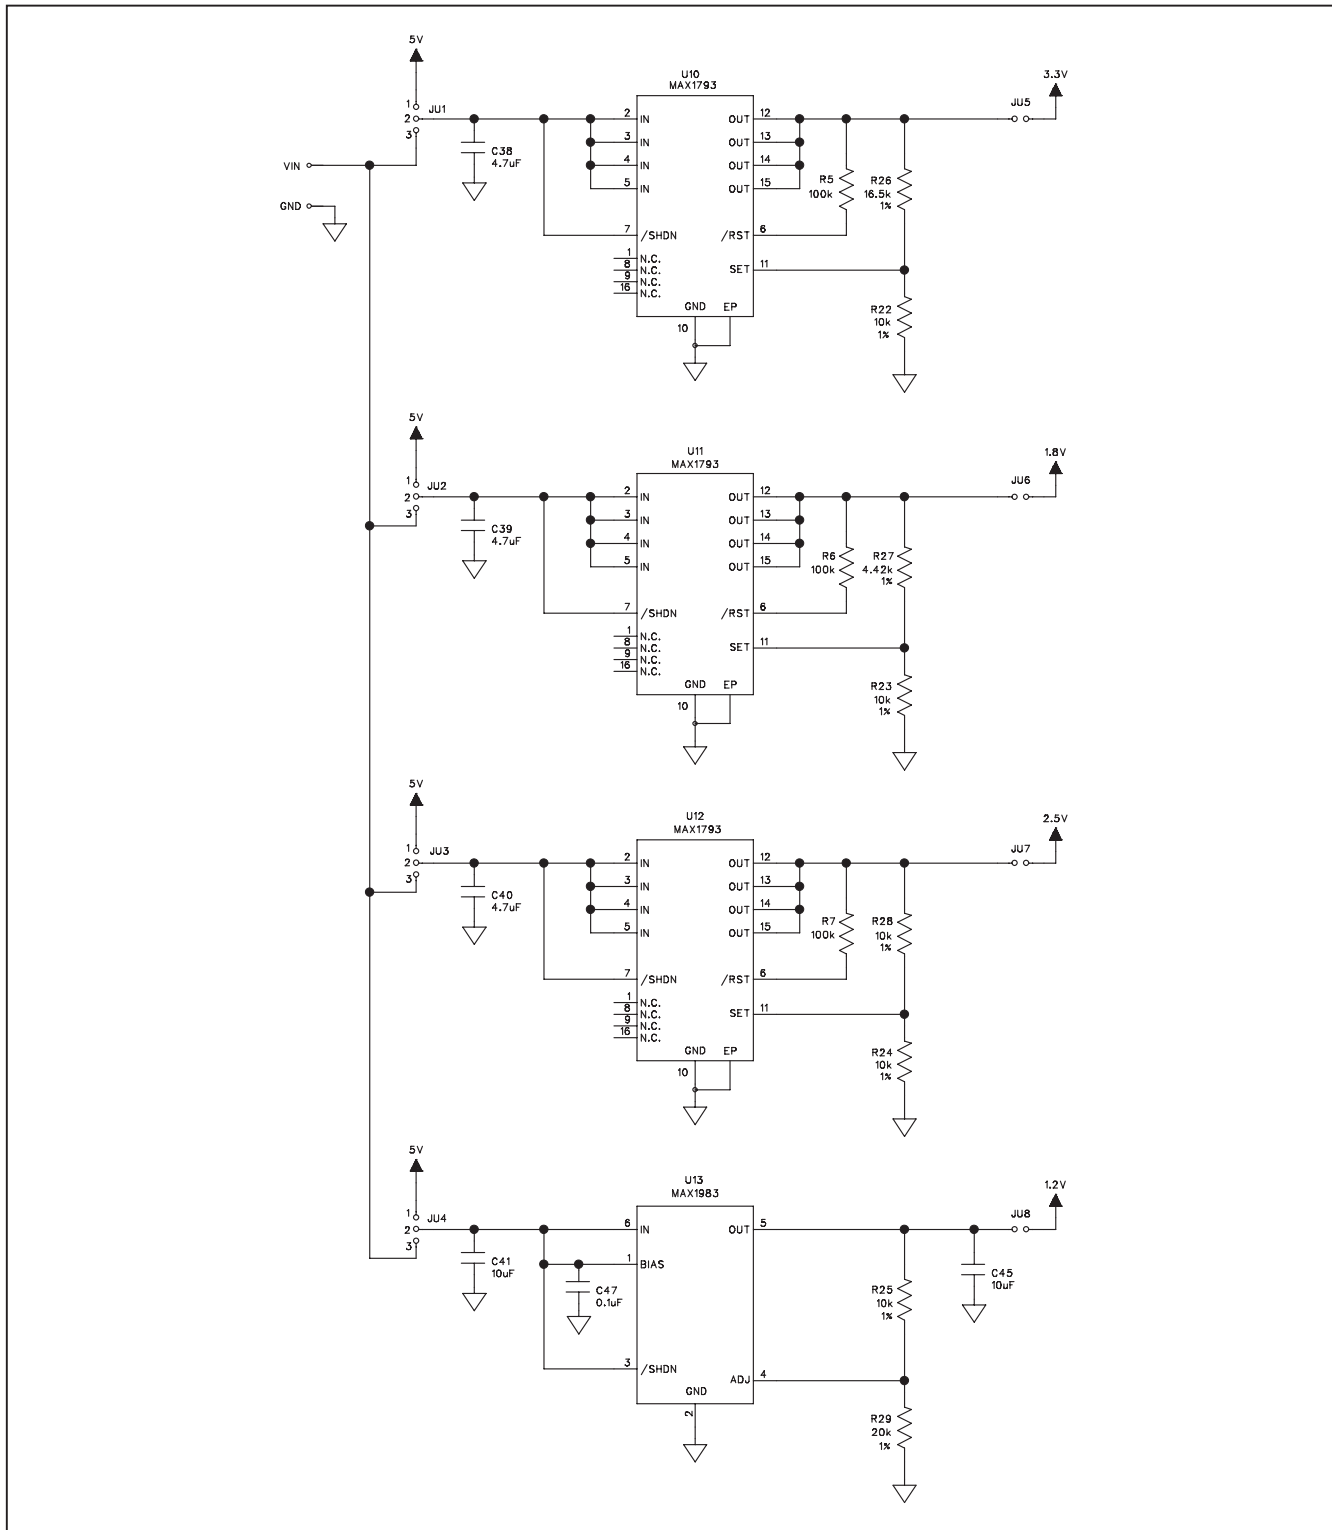 5V
1
2
3
JU1
VIN
GND
C38
4.7uF
U10
MAX1793
2 IN
3 IN
4 IN
5 IN
7 /SHDN
1 N.C.
8 N.C.
9 N.C.
16 N.C.
OUT 12
OUT 13
OUT 14
OUT 15
/RST 6
SET 11
GND EP
10
R5
100k
R26
16.5k
1%
R22
10k
1%
JU5
3.3V
5V
1
2
3
JU2
C39
4.7uF
U11
MAX1793
2 IN
3 IN
4 IN
5 IN
7 /SHDN
1 N.C.
8 N.C.
9 N.C.
16 N.C.
OUT 12
OUT 13
OUT 14
OUT 15
/RST 6
SET 11
GND EP
10
R6
100k
R27
4.42k
1%
R23
10k
1%
JU6
1.8V
5V
1
2
3
JU3
C40
4.7uF
U12
MAX1793
2 IN
3 IN
4 IN
5 IN
7 /SHDN
1 N.C.
8 N.C.
9 N.C.
16 N.C.
OUT 12
OUT 13
OUT 14
OUT 15
/RST 6
SET 11
GND EP
10
R7
100k
R28
10k
1%
R24
10k
1%
JU7
2.5V
5V
1
2
3
JU4
C41
10uF
C47
0.1uF
U13
MAX1983
6 IN
1 BIAS
3 /SHDN
OUT 5
ADJ 4
GND
2
R25
10k
1%
R29
20k
1%
C45
10uF
JU8
1.2V